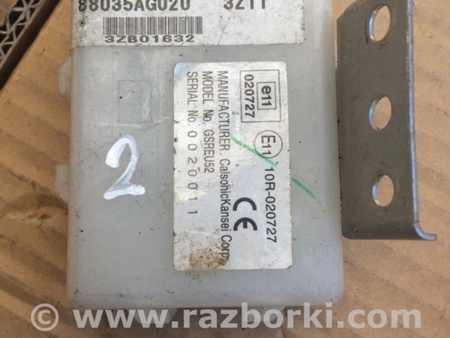 88035AG020 3Z11
3ZB01632
e11
020727
E11 10R-020727
MANUFACTURER. CalsonicKansei Corp.
MODEL No. GSREU52
SERIAL No. 0020011
CE
2
www.razborki.com